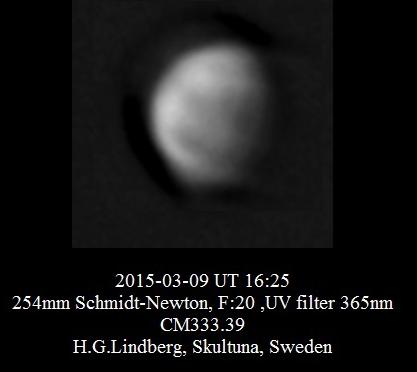 2015-03-09 UT 16:25
254mm Schmidt-Newton, F:20 ,UV filter 365nm
CM333.39
H.G.Lindberg, Skultuna, Sweden